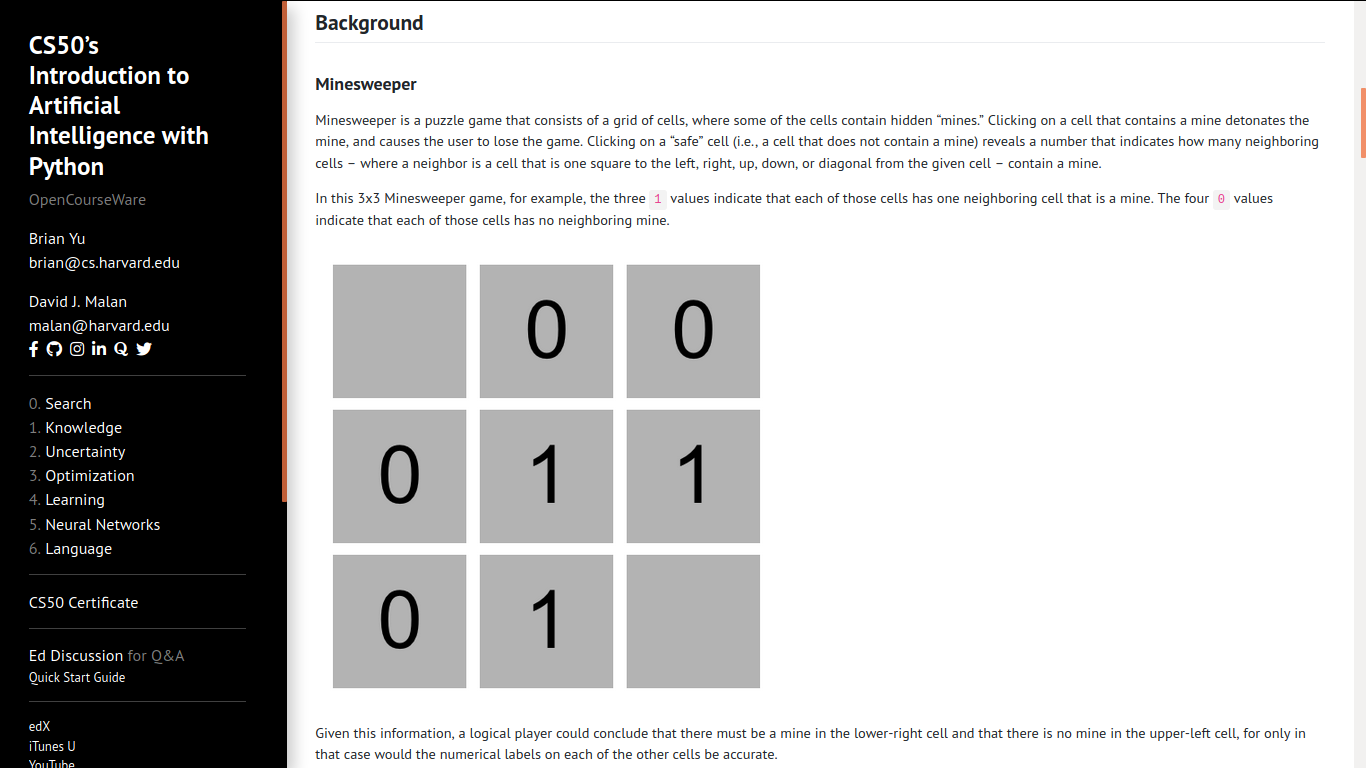 CS50’s
Introduction to
Artificial
Intelligence with
Python
OpenCourseWare
Brian Yu
brian@cs.harvard.edu
David J. Malan
malan@harvard.edu
0. Search
1. Knowledge
2. Uncertainty
3. Optimization
4. Learning
5. Neural Networks
6. Language
CS50 Certificate
Ed Discussion for Q&A
Quick Start Guide
edX
iTunes U
YouTube
Background
Minesweeper
Minesweeper is a puzzle game that consists of a grid of cells, where some of the cells contain hidden “mines.” Clicking on a cell that contains a mine detonates the
mine, and causes the user to lose the game. Clicking on a “safe” cell (i.e., a cell that does not contain a mine) reveals a number that indicates how many neighboring
cells – where a neighbor is a cell that is one square to the left, right, up, down, or diagonal from the given cell – contain a mine.
In this 3x3 Minesweeper game, for example, the three 1 values indicate that each of those cells has one neighboring cell that is a mine. The four 0 values
indicate that each of those cells has no neighboring mine.
0 0
0 1 1
0 1
Given this information, a logical player could conclude that there must be a mine in the lower-right cell and that there is no mine in the upper-left cell, for only in
that case would the numerical labels on each of the other cells be accurate.